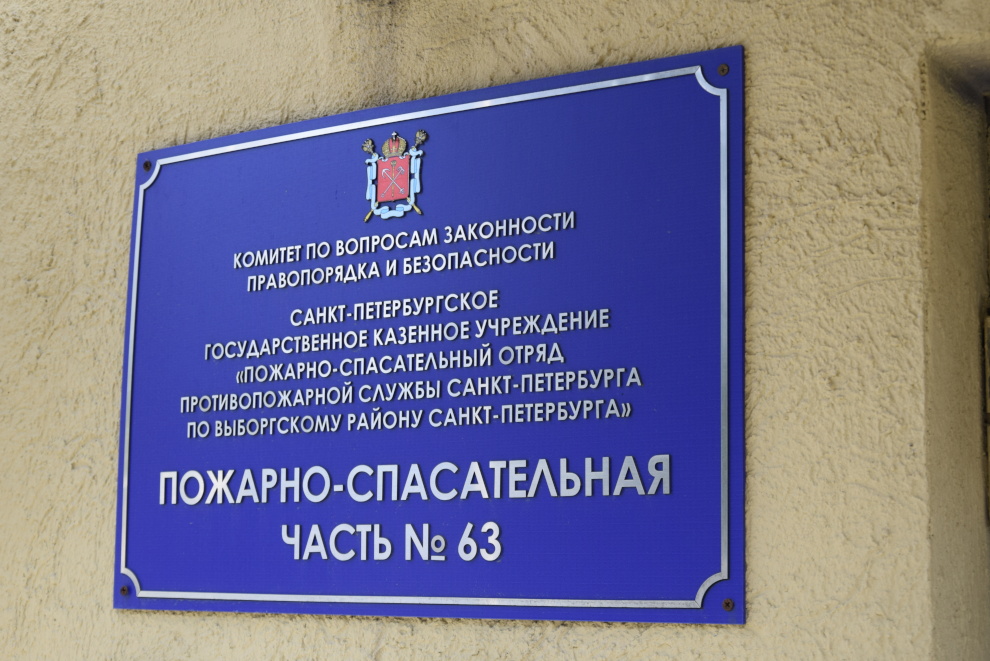 КОМИТЕТ ПО ВОПРОСАМ ЗАКОННОСТИ
ПРАВОПОРЯДКА И БЕЗОПАСНОСТИ
САНКТ-ПЕТЕРБУРГСКОЕ
ГОСУДАРСТВЕННОЕ КАЗЕННОЕ УЧРЕЖДЕНИЕ
«ПОЖАРНО-СПАСАТЕЛЬНЫЙ ОТРЯД
ПРОТИВОПОЖАРНОЙ СЛУЖБЫ САНКТ-ПЕТЕРБУРГА
ПО ВЫБОРГСКОМУ РАЙОНУ САНКТ-ПЕТЕРБУРГА»
ПОЖАРНО-СПАСАТЕЛЬНАЯ
ЧАСТЬ № 63